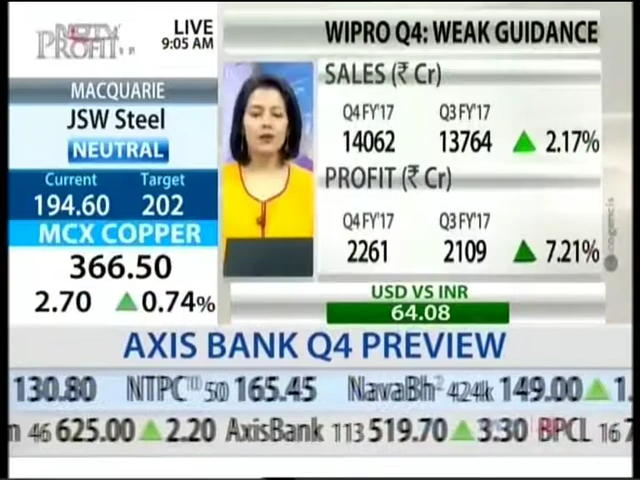 NDTV
PROFIT
LIVE
9:05 AM
WIPRO Q4: WEAK GUIDANCE
MACQUARIE
JSW Steel
NEUTRAL
Current Target
194.60 202
MCX COPPER
366.50
2.70 ▲ 0.74%
SALES (₹ Cr)
Q4 FY'17 Q3 FY'17
14062 13764 ▲ 2.17%
PROFIT (₹ Cr)
Q4 FY'17 Q3 FY'17
2261 2109 ▲ 7.21%
cogencis
USD VS INR
64.08
AXIS BANK Q4 PREVIEW
130.80 NTPC 50 165.45 NavaBh² 424k 149.00 ▲ 1.
46 625.00 ▲ 2.20 AxisBank 113 519.70 ▲ 3.30 BPCL 16